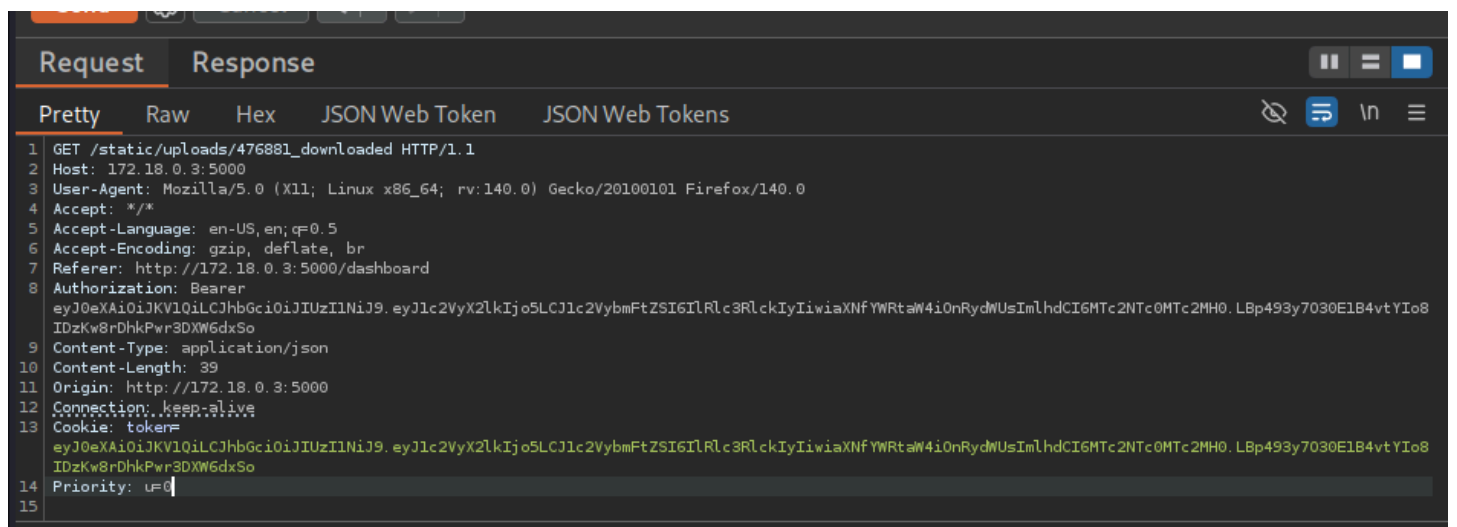 Request Response
Pretty Raw Hex JSON Web Token JSON Web Tokens \n
1 GET /static/uploads/476881_downloaded HTTP/1.1
2 Host: 172.18.0.3:5000
3 User-Agent: Mozilla/5.0 (X11; Linux x86_64; rv:140.0) Gecko/20100101 Firefox/140.0
4 Accept: */*
5 Accept-Language: en-US,en;q=0.5
6 Accept-Encoding: gzip, deflate, br
7 Referer: http://172.18.0.3:5000/dashboard
8 Authorization: Bearer
eyJ0eXAiOiJKV1QiLCJhbGciOiJIUzI1NiJ9.eyJ1c2VyX2lkIjo5LCJ1c2VybmFtZSI6IlRlc3RlckIyIiwiaXNfYWRtaW4iOnRydWUsImlhdCI6MTc2NTc0MTc2MH0.LBp493y7O30ElB4vtYIo8
IDzKw8rDhkPwr3DXW6dxSo
9 Content-Type: application/json
10 Content-Length: 39
11 Origin: http://172.18.0.3:5000
12 Connection: keep-alive
13 Cookie: token=
eyJ0eXAiOiJKV1QiLCJhbGciOiJIUzI1NiJ9.eyJ1c2VyX2lkIjo5LCJ1c2VybmFtZSI6IlRlc3RlckIyIiwiaXNfYWRtaW4iOnRydWUsImlhdCI6MTc2NTc0MTc2MH0.LBp493y7O30ElB4vtYIo8
IDzKw8rDhkPwr3DXW6dxSo
14 Priority: u=0
15